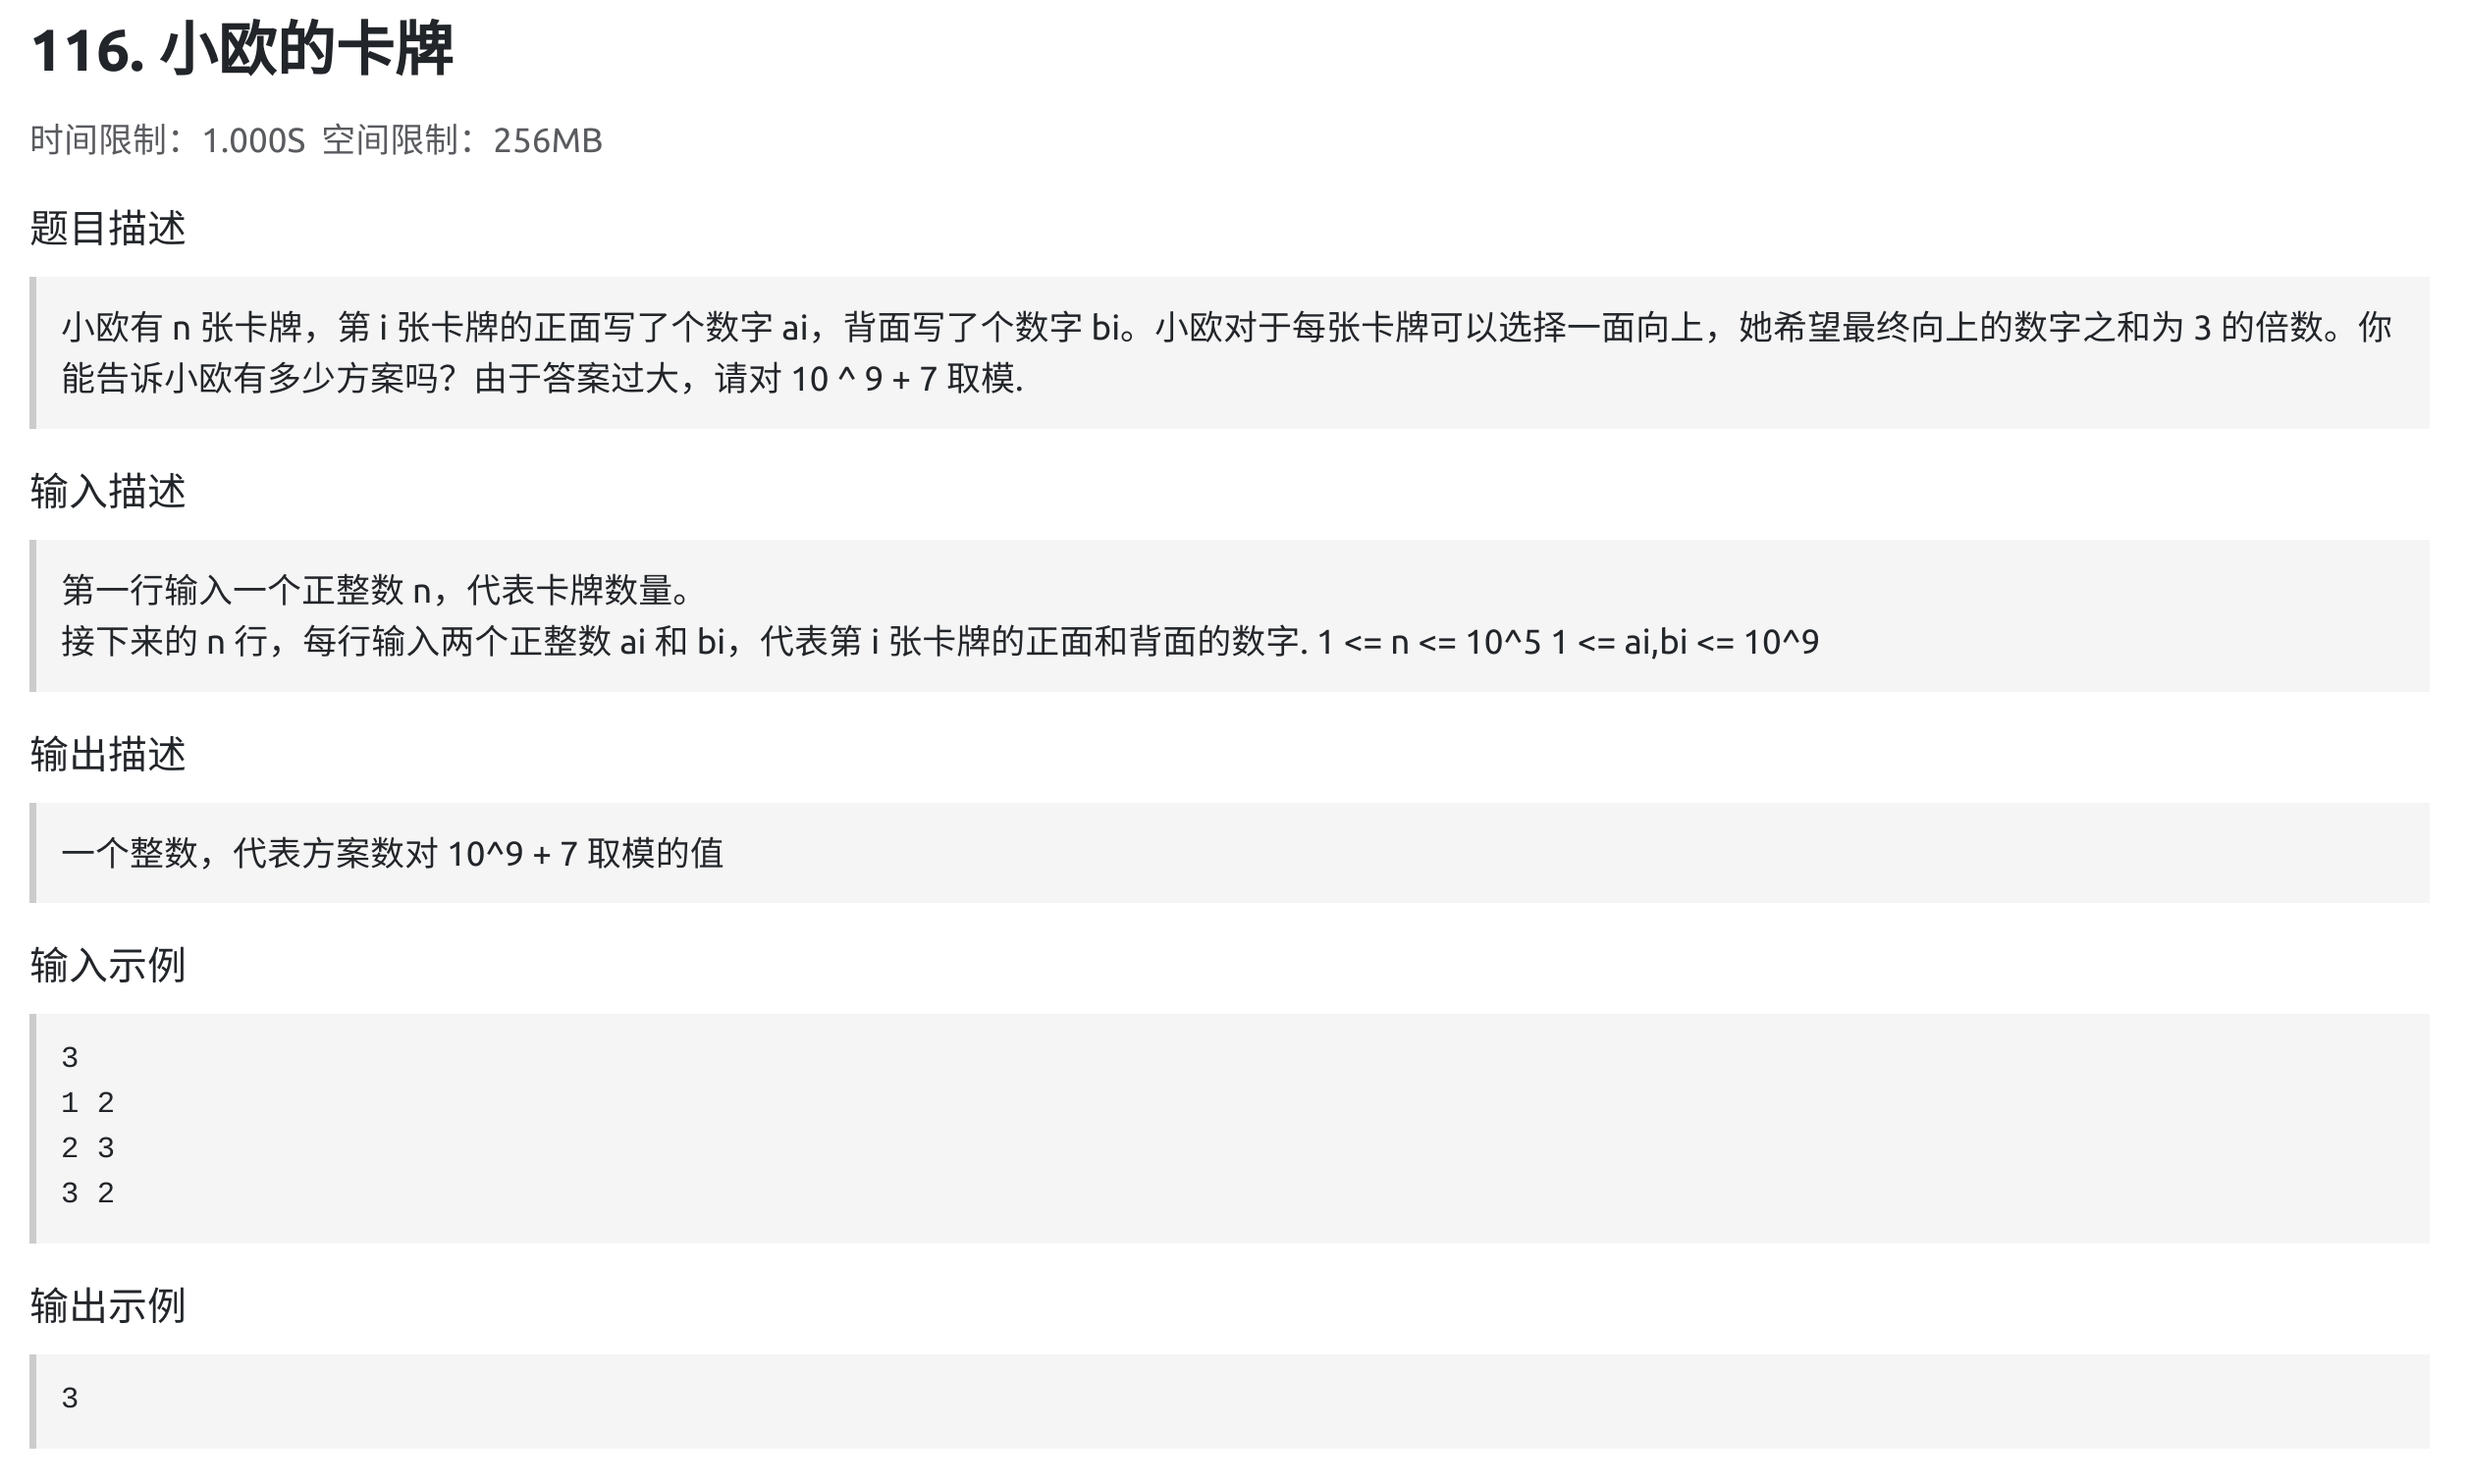 116. 小欧的卡牌
时间限制：1.000S 空间限制：256MB
题目描述
小欧有 n 张卡牌，第 i 张卡牌的正面写了个数字 ai，背面写了个数字 bi。小欧对于每张卡牌可以选择一面向上，她希望最终向上的数字之和为 3 的倍数。你
能告诉小欧有多少方案吗？由于答案过大，请对 10 ^ 9 + 7 取模.
输入描述
第一行输入一个正整数 n，代表卡牌数量。
接下来的 n 行，每行输入两个正整数 ai 和 bi，代表第 i 张卡牌的正面和背面的数字. 1 <= n <= 10^5 1 <= ai,bi <= 10^9
输出描述
一个整数，代表方案数对 10^9 + 7 取模的值
输入示例
3
1 2
2 3
3 2
输出示例
3